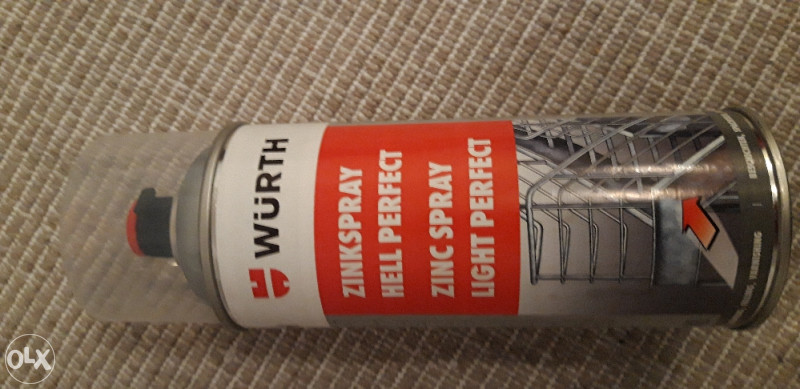 WÜRTH
ZINKSPRAY
HELL PERFECT
ZINC SPRAY
LIGHT PERFECT
OLX